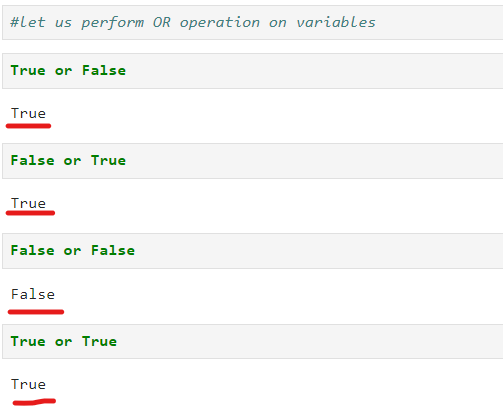 #let us perform OR operation on variables
True or False
True
False or True
True
False or False
False
True or True
True